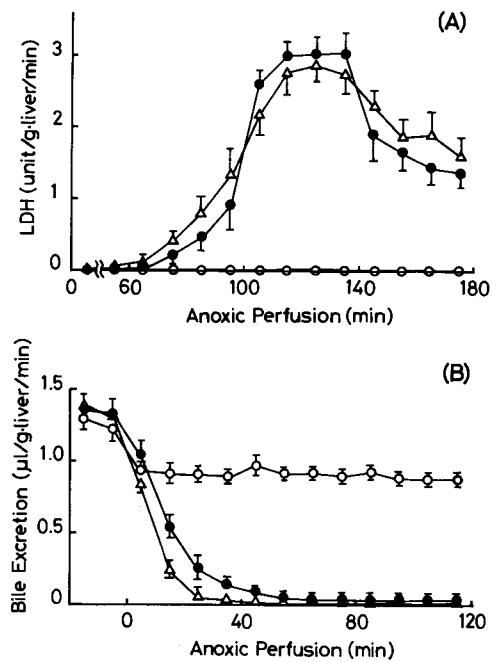 (A)
3
2
1
0
LDH (unit/g·liver/min)
0 60 100 140 180
Anoxic Perfusion (min)
(B)
1.5
1.0
0.5
0
Bile Excretion (µl/g·liver/min)
0 40 80 120
Anoxic Perfusion (min)